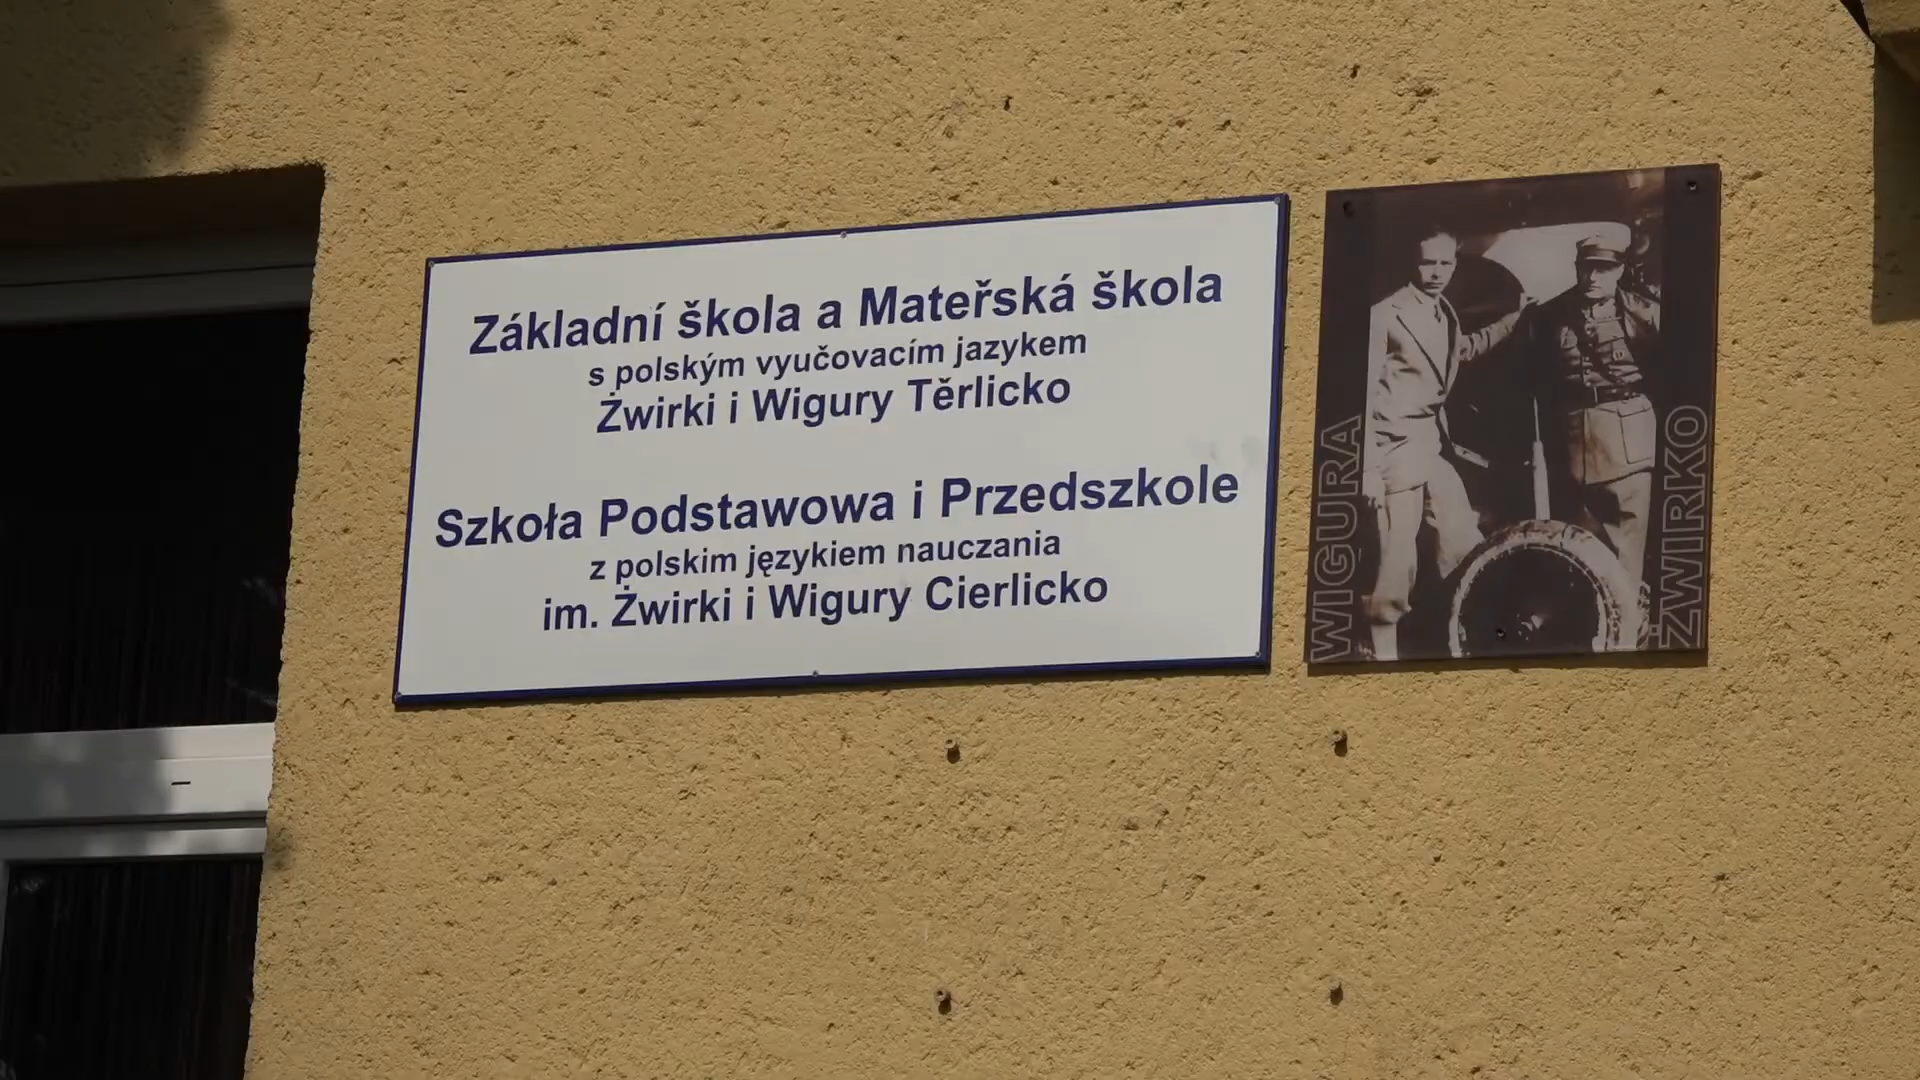 Základní škola a Mateřská škola
s polským vyučovacím jazykem
Żwirki i Wigury Těrlicko
Szkoła Podstawowa i Przedszkole
z polskim językiem nauczania
im. Żwirki i Wigury Cierlicko
WIGURA
ŻWIRKO